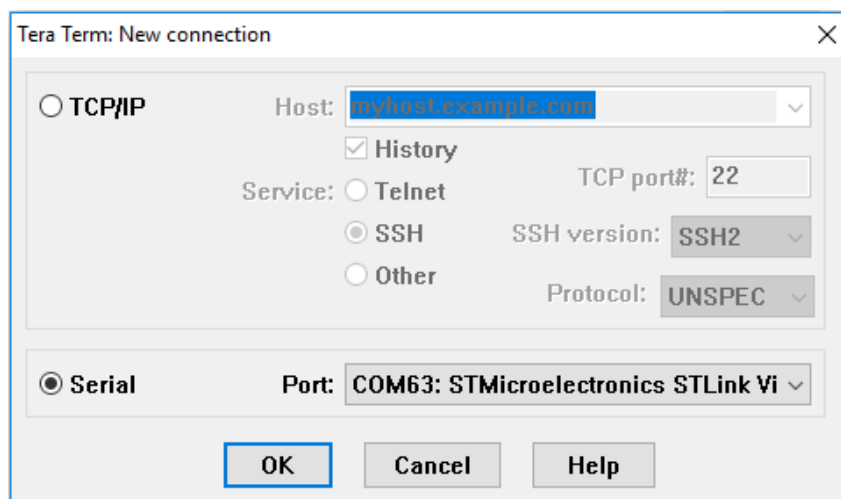 Tera Term: New connection
TCP/IP
Host: myhost.example.com
History
Service: Telnet
TCP port#: 22
SSH
SSH version: SSH2
Other
Protocol: UNSPEC
Serial
Port: COM63: STMicroelectronics STLink Vi
OK
Cancel
Help